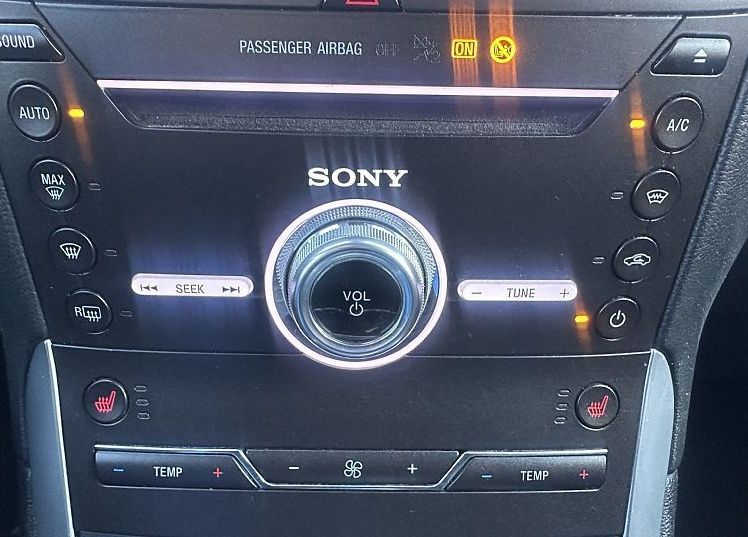 SOUND
PASSENGER AIRBAG OFF ON
AUTO
A/C
MAX
SONY
SEEK
VOL
− TUNE +
R
− TEMP +
− +
− TEMP +